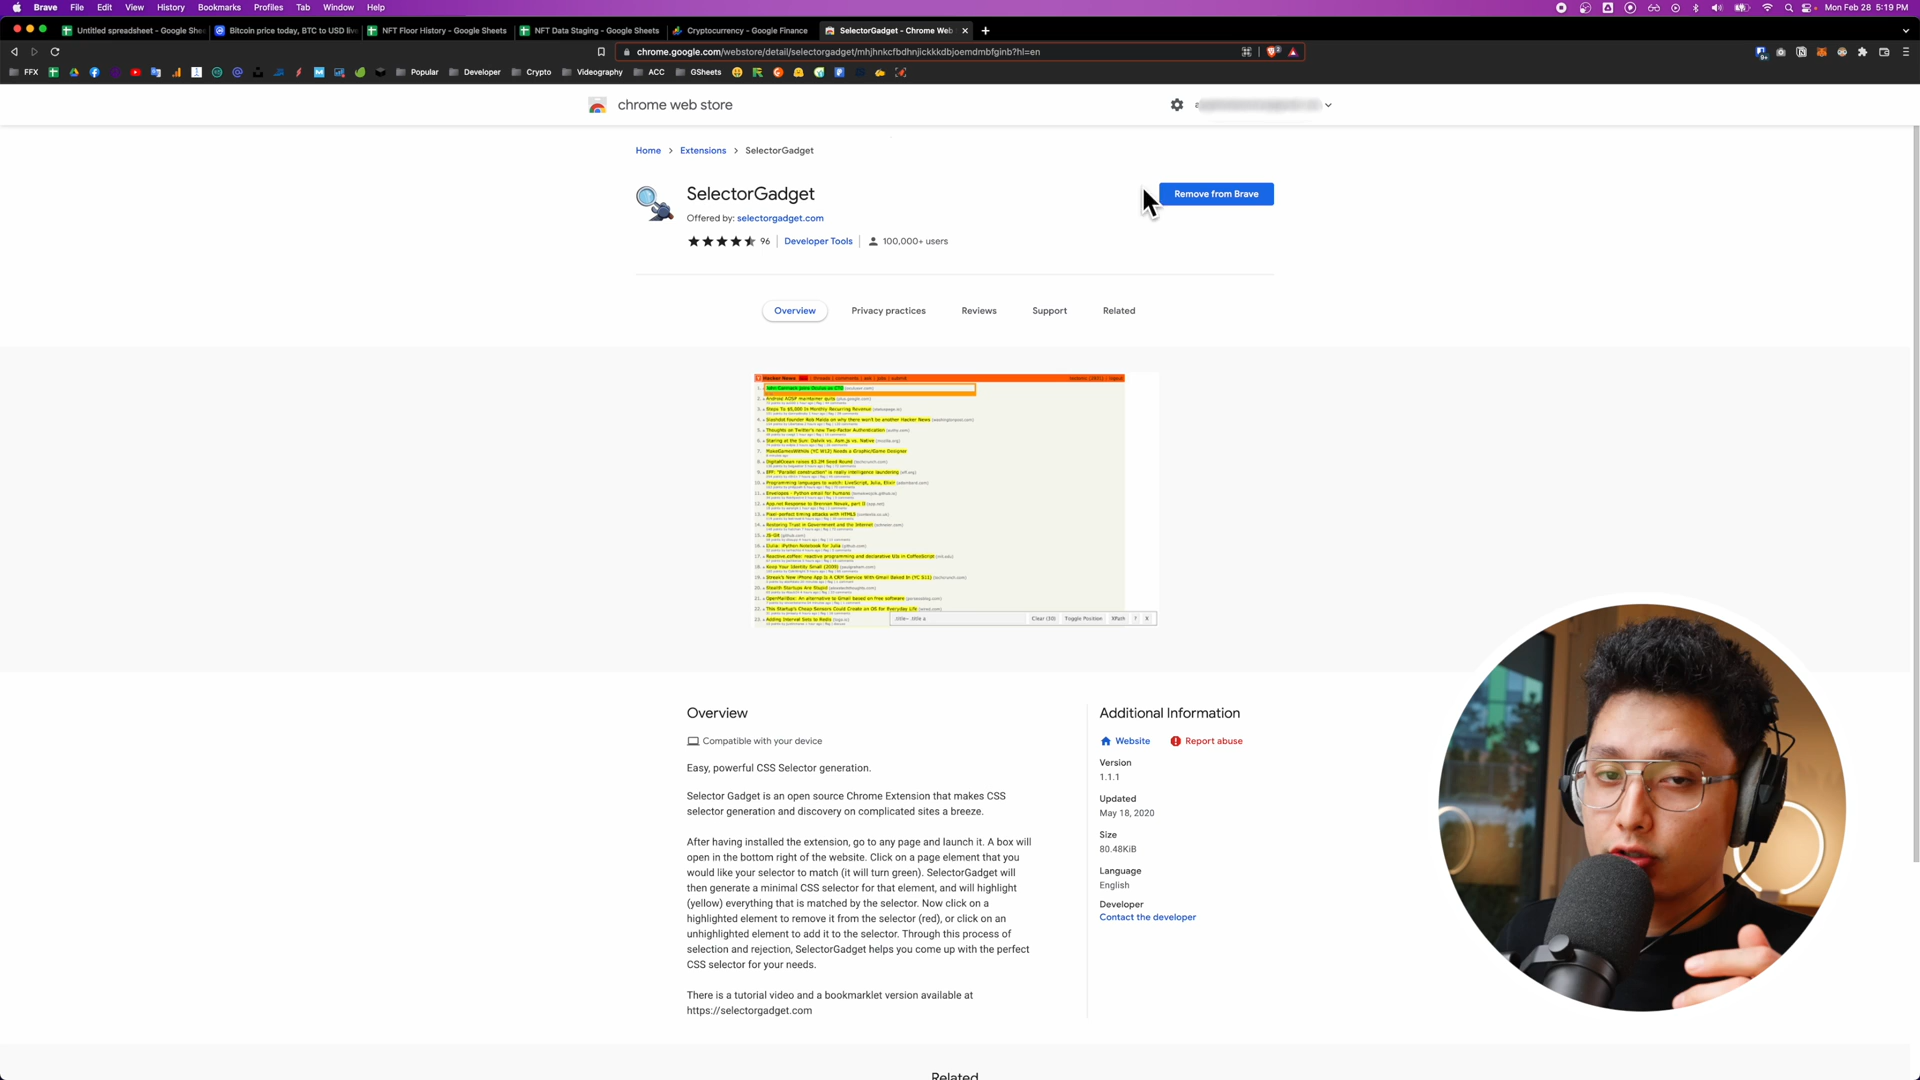 Brave File Edit View History Bookmarks Profiles Tab Window Help
Mon Feb 28 5:19 PM
Untitled spreadsheet - Google She
Bitcoin price today, BTC to USD liv
NFT Floor History - Google Sheets
NFT Data Staging - Google Sheets
Cryptocurrency - Google Finance
SelectorGadget - Chrome Web
chrome.google.com/webstore/detail/selectorgadget/mhjhnkcfbdhnjickkkdbjoemdmbfginb?hl=en
FFX Popular Developer Crypto Videography ACC GSheets
chrome web store
Home > Extensions > SelectorGadget
SelectorGadget
Remove from Brave
Offered by: selectorgadget.com
96 Developer Tools 100,000+ users
Overview Privacy practices Reviews Support Related
Overview
Compatible with your device
Easy, powerful CSS Selector generation.
Selector Gadget is an open source Chrome Extension that makes CSS
selector generation and discovery on complicated sites a breeze.
After having installed the extension, go to any page and launch it. A box will
open in the bottom right of the website. Click on a page element that you
would like your selector to match (it will turn green). SelectorGadget will
then generate a minimal CSS selector for that element, and will highlight
(yellow) everything that is matched by the selector. Now click on a
highlighted element to remove it from the selector (red), or click on an
unhighlighted element to add it to the selector. Through this process of
selection and rejection, SelectorGadget helps you come up with the perfect
CSS selector for your needs.
There is a tutorial video and a bookmarklet version available at
https://selectorgadget.com
Additional Information
Website Report abuse
Version
1.1.1
Updated
May 18, 2020
Size
80.48KiB
Language
English
Developer
Contact the developer
Related